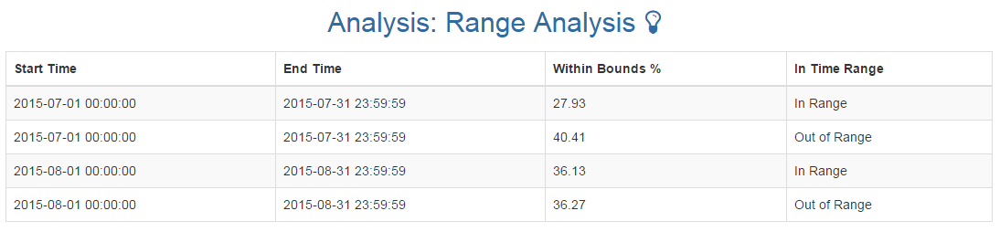 Analysis: Range Analysis
Start Time End Time Within Bounds % In Time Range
2015-07-01 00:00:00 2015-07-31 23:59:59 27.93 In Range
2015-07-01 00:00:00 2015-07-31 23:59:59 40.41 Out of Range
2015-08-01 00:00:00 2015-08-31 23:59:59 36.13 In Range
2015-08-01 00:00:00 2015-08-31 23:59:59 36.27 Out of Range